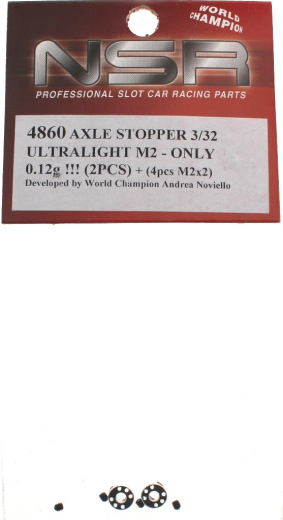 WORLD
CHAMPION
NSR
PROFESSIONAL SLOT CAR RACING PARTS
4860 AXLE STOPPER 3/32
ULTRALIGHT M2 - ONLY
0.12g !!! (2PCS) + (4pcs M2x2)
Developed by World Champion Andrea Noviello